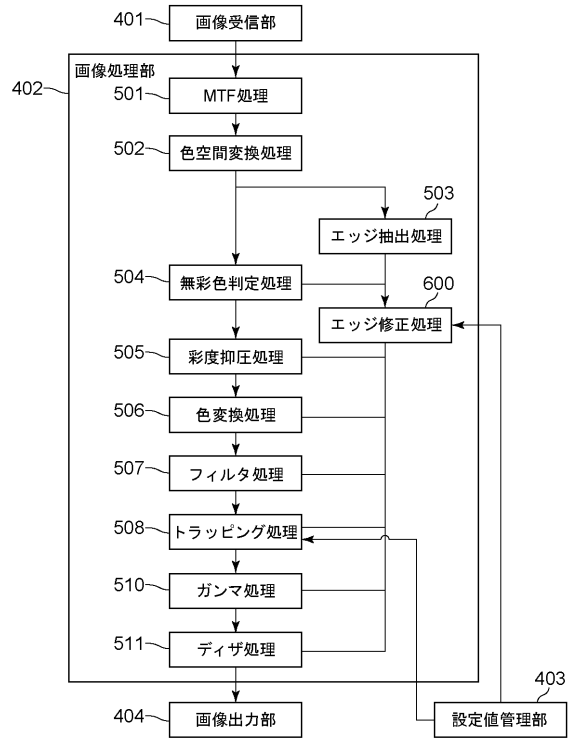 401
画像受信部
402
画像処理部
501
MTF処理
502
色空間変換処理
503
エッジ抽出処理
504
無彩色判定処理
600
エッジ修正処理
505
彩度抑圧処理
506
色変換処理
507
フィルタ処理
508
トラッピング処理
510
ガンマ処理
511
ディザ処理
404
画像出力部
403
設定値管理部